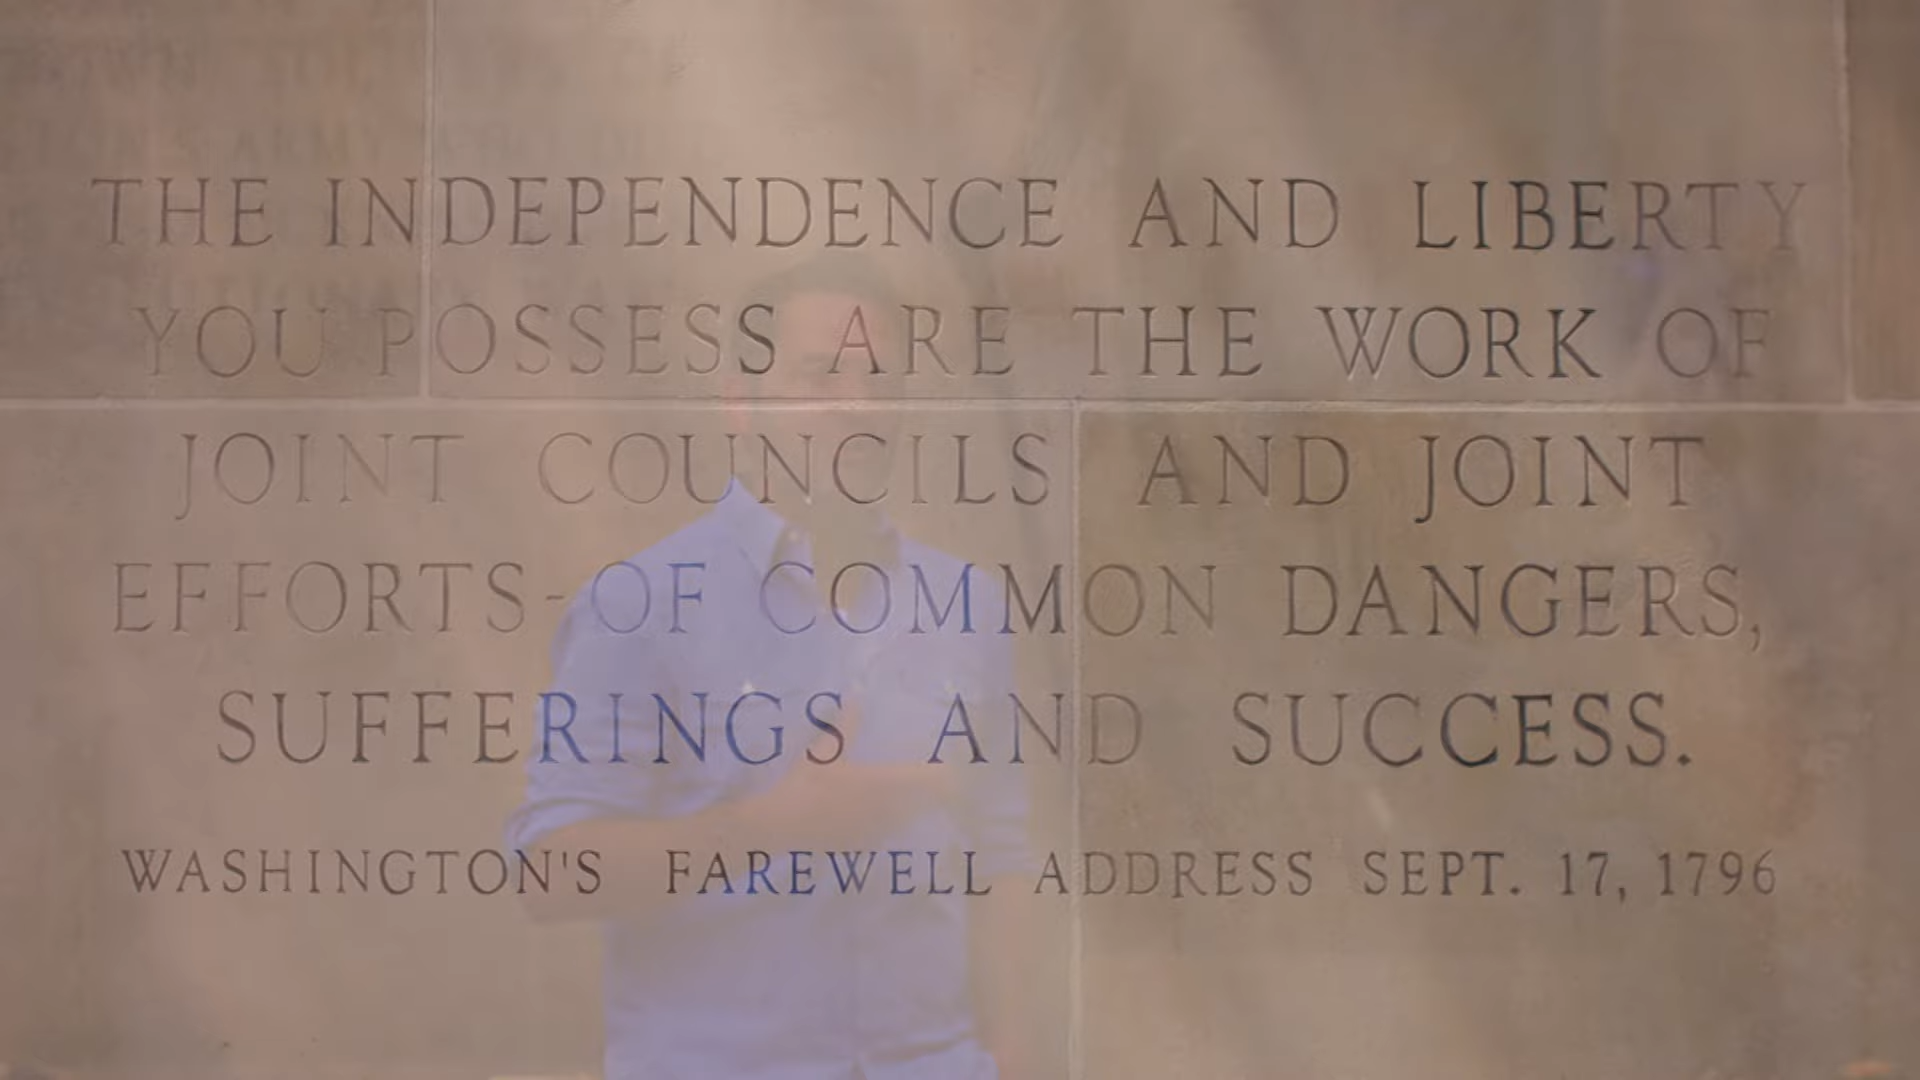 THE INDEPENDENCE AND LIBERTY
YOU POSSESS ARE THE WORK OF
JOINT COUNCILS AND JOINT
EFFORTS-OF COMMON DANGERS,
SUFFERINGS AND SUCCESS.
WASHINGTON'S FAREWELL ADDRESS SEPT. 17, 1796